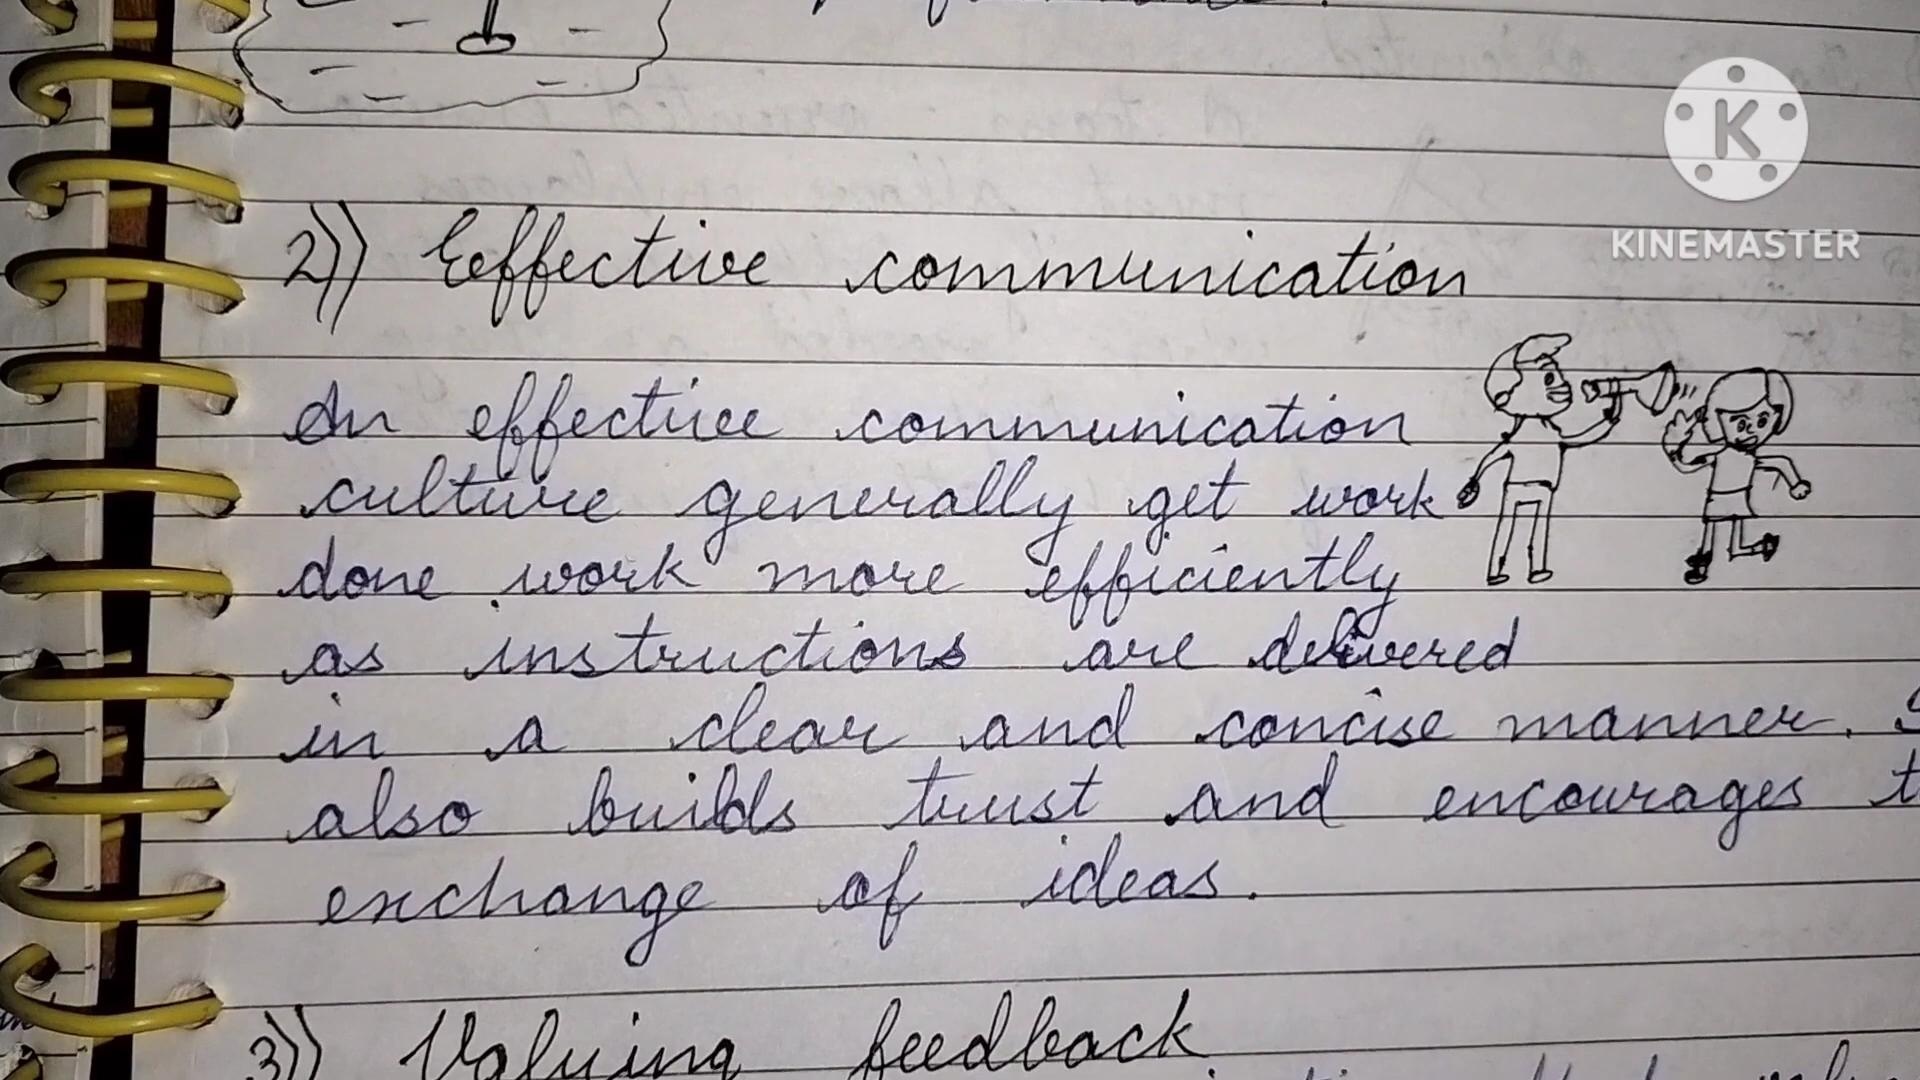 2)) Effective communication
KINEMASTER
In effective communication
culture generally get work
done work more efficiently
as instructions are delivered
in a clear and concise manner.
also builds trust and encourages
exchange of ideas.
3)) Valuing feedback